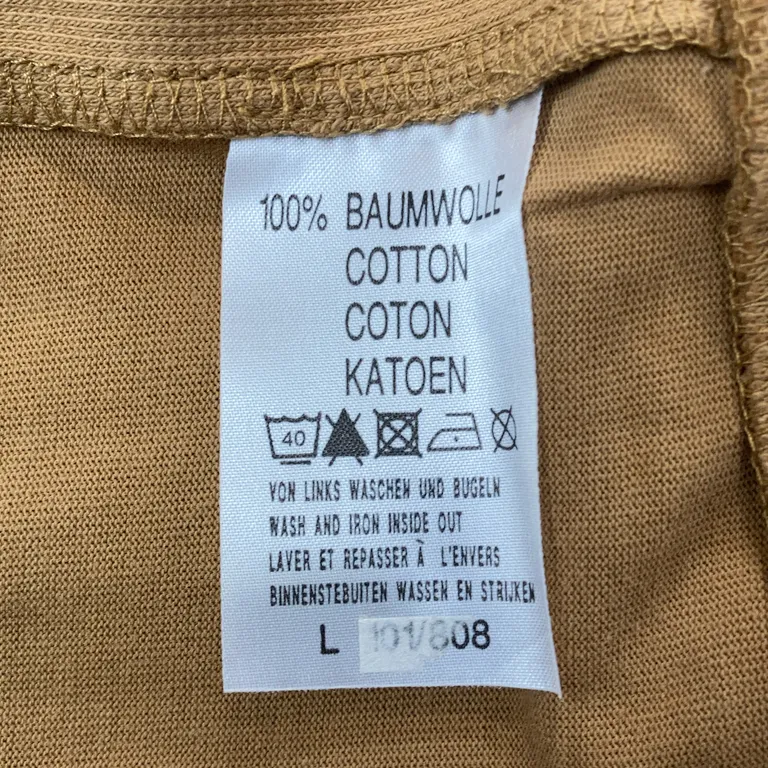 100% BAUMWOLLE
COTTON
COTON
KATOEN
40
VON LINKS WASCHEN UND BUGELN
WASH AND IRON INSIDE OUT
LAVER ET REPASSER À L'ENVERS
BINNENSTEBUITEN WASSEN EN STRIJKEN
L 101/808